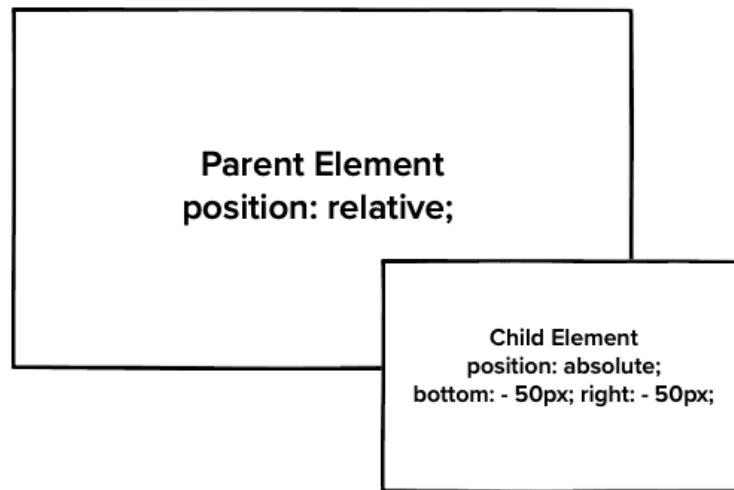 Parent Element
position: relative;
Child Element
position: absolute;
bottom: - 50px; right: - 50px;